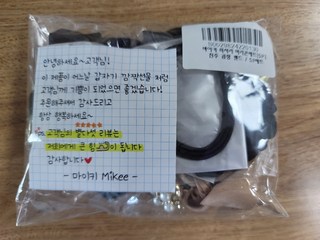 안녕하세요~ 고객님!
이 제품이 어느날 갑자기 깜짝선물 처럼
고객님께 기쁨이 되었으면 좋겠습니다!
주문해주셔서 감사드리고
항상 행복하세요~
고객님의 별다섯 리뷰는
저희에게 큰 힘이 됩니다
감사합니다♥
- 마이키 Mikee -